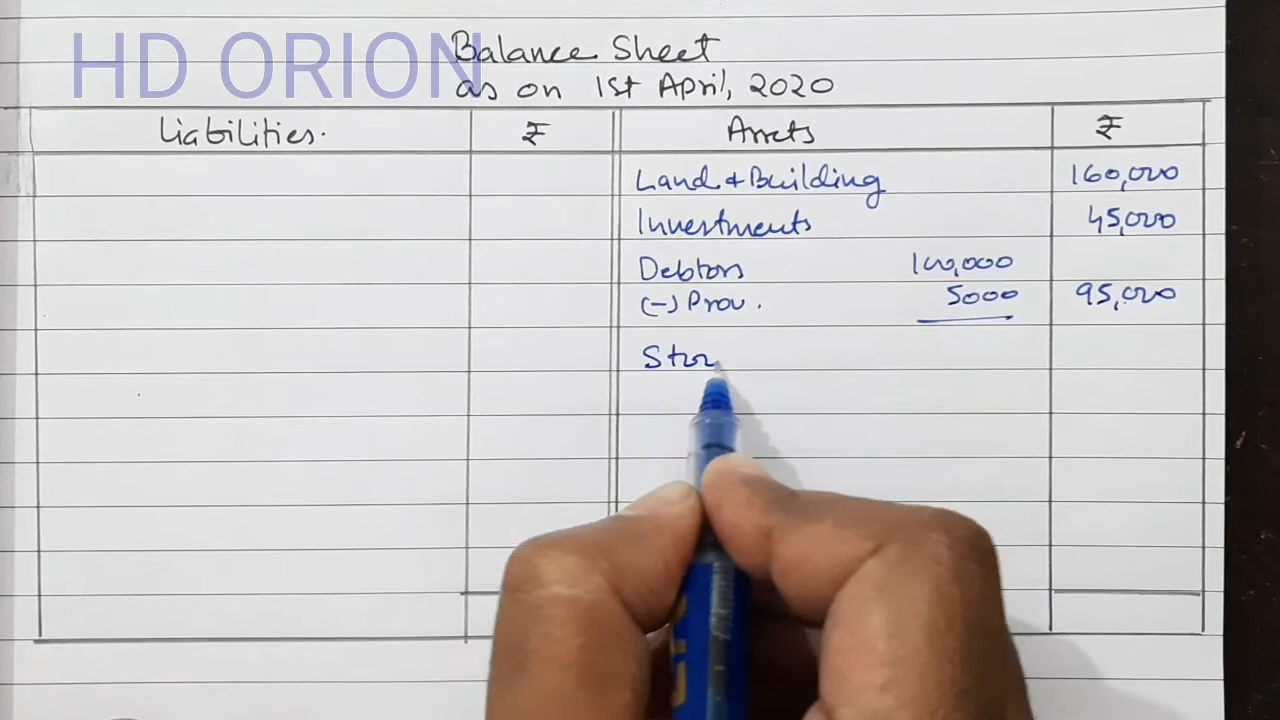 HD ORION
Balance Sheet
as on 1st April, 2020
Liabilities. ₹ Assets ₹
Land & Building 160,000
Investments 45,000
Debtors 100,000
(-) Prov. 5000 95,000
Sto